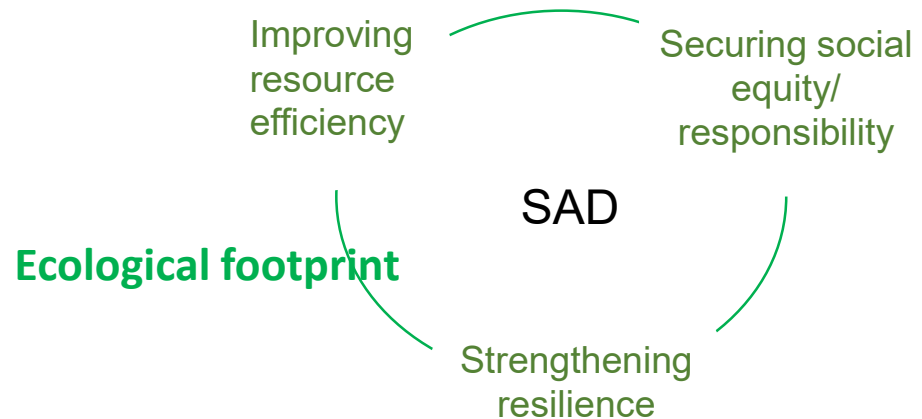 Improving
resource
efficiency
Securing social
equity/
responsibility
SAD
Ecological footprint
Strengthening
resilience